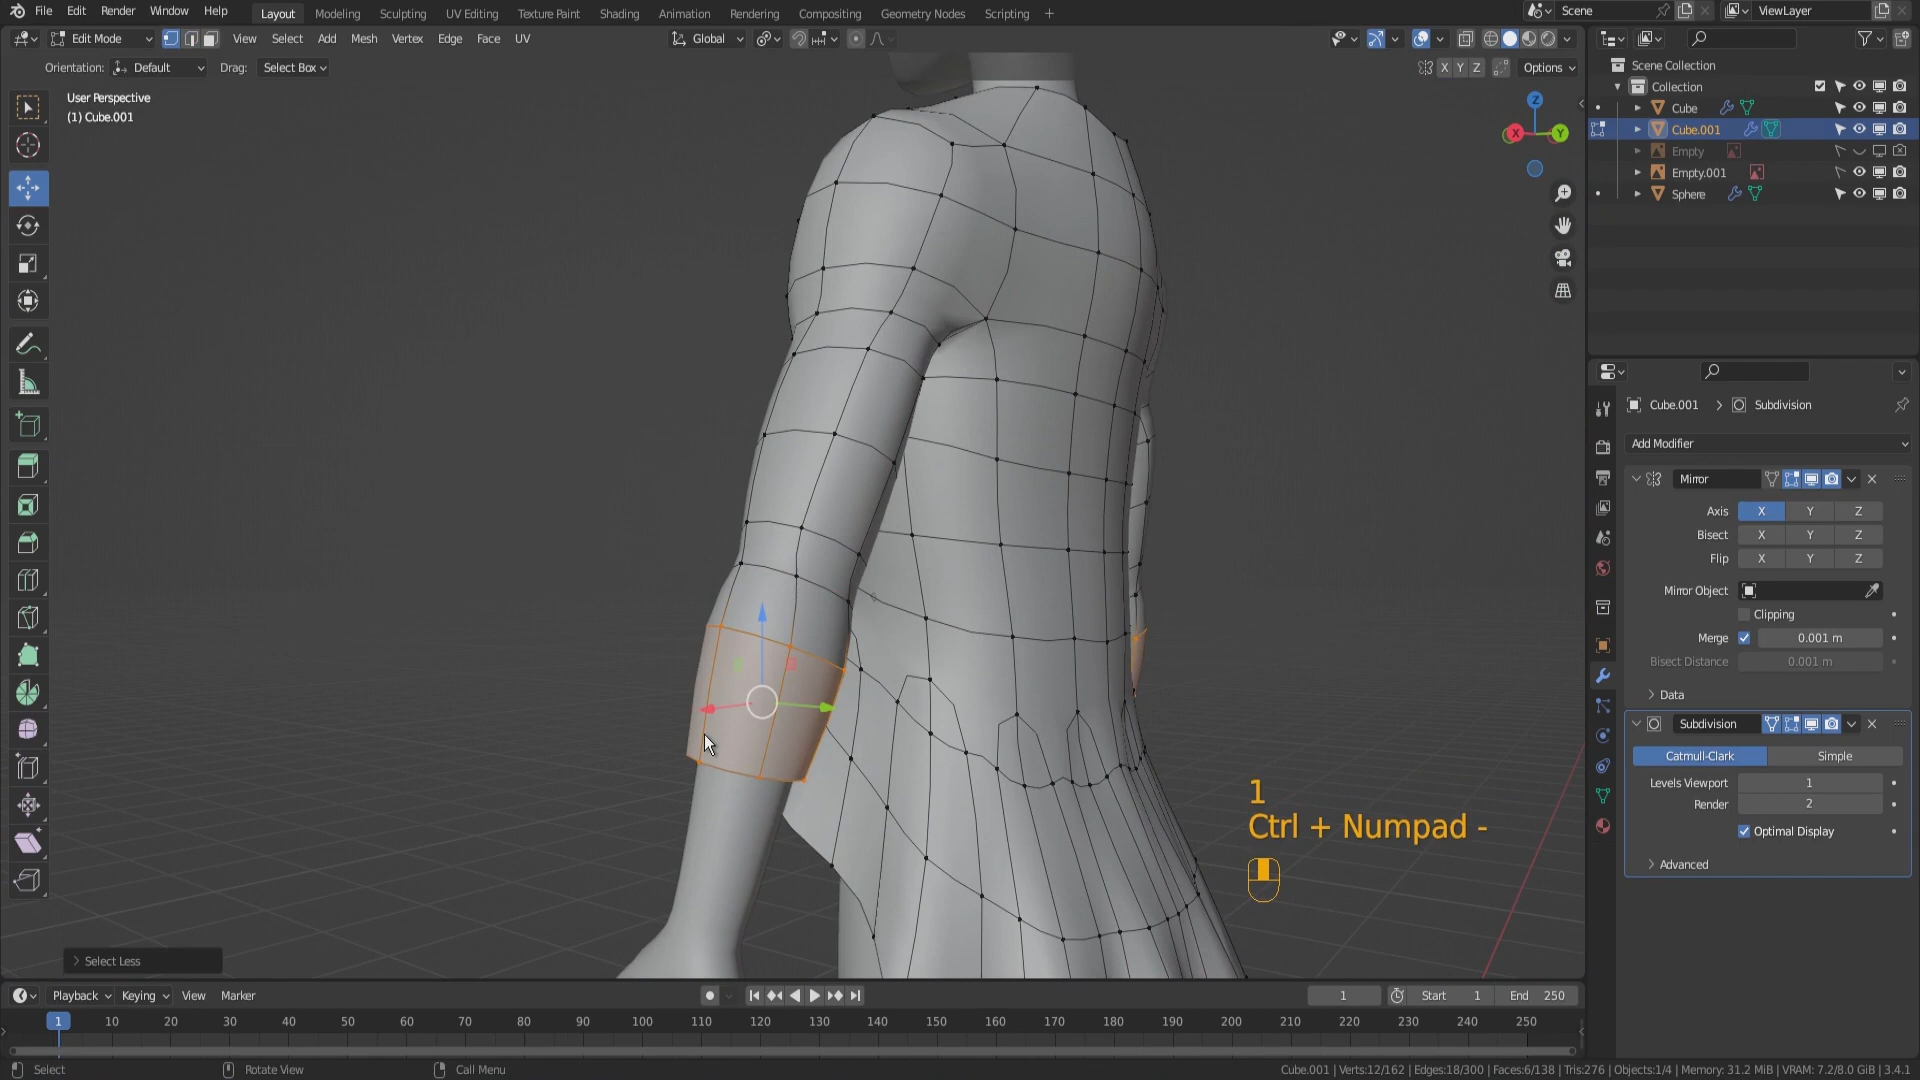 File Edit Render Window Help Layout Modeling Sculpting UV Editing Texture Paint Shading Animation Rendering Compositing Geometry Nodes Scripting + Scene ViewLayer
Edit Mode View Select Add Mesh Vertex Edge Face UV Global
Orientation: Default Drag: Select Box X Y Z Options
User Perspective
(1) Cube.001
Z
X
Y
Scene Collection
Collection
Cube
Cube.001
Empty
Empty.001
Sphere
Cube.001 Subdivision
Add Modifier
Mirror
Axis X Y Z
Bisect X Y Z
Flip X Y Z
Mirror Object
Clipping
Merge 0.001 m
Bisect Distance 0.001 m
Data
Subdivision
Catmull-Clark Simple
Levels Viewport 1
Render 2
Optimal Display
Advanced
1
Ctrl + Numpad -
Select Less
Playback Keying View Marker 1 Start 1 End 250
1 10 20 30 40 50 60 70 80 90 100 110 120 130 140 150 160 170 180 190 200 210 220 230 240 250
Select Rotate View Call Menu Cube.001 | Verts:12/162 | Edges:18/300 | Faces:6/138 | Tris:276 | Objects:1/4 | Memory: 31.2 MiB | VRAM: 7.2/8.0 GiB | 3.4.1